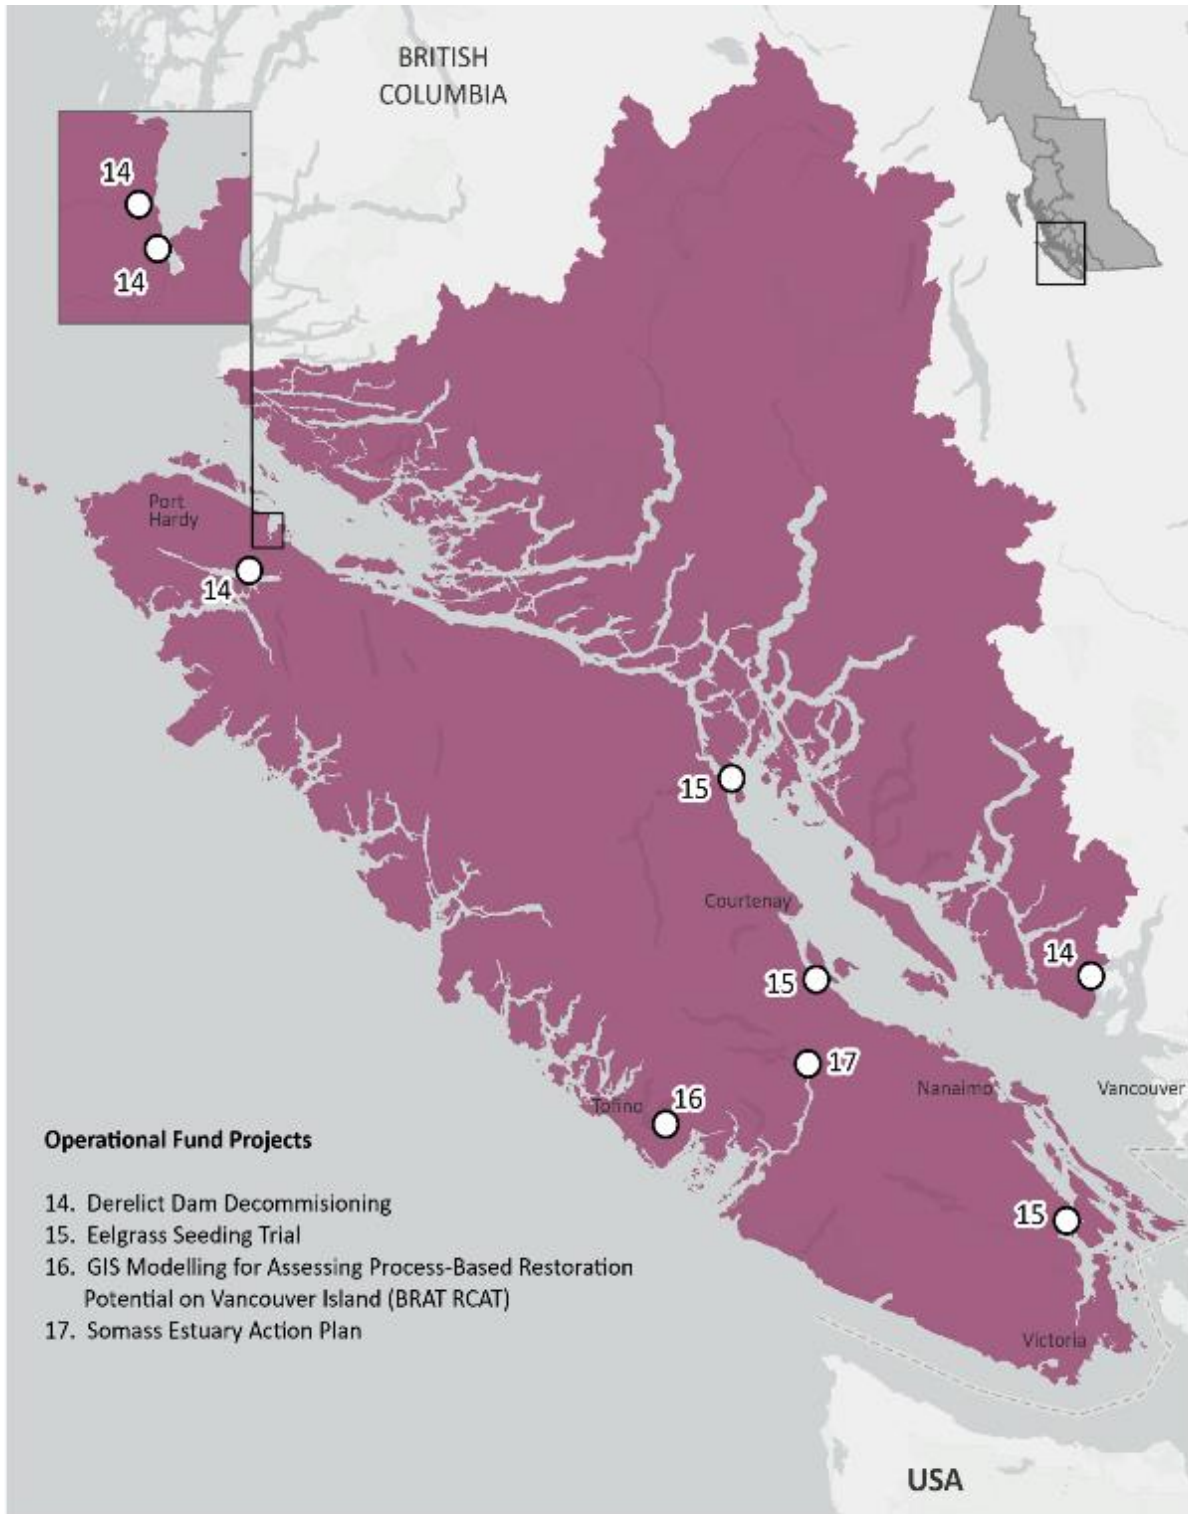 BRITISH
COLUMBIA
14
14
Port
Hardy
14
15
Courtenay
14
15
17
Nanaimo
Vancouver
16
Tofino
Operational Fund Projects
14. Derelict Dam Decommisioning
15. Eelgrass Seeding Trial
16. GIS Modelling for Assessing Process-Based Restoration
Potential on Vancouver Island (BRAT RCAT)
17. Somass Estuary Action Plan
15
Victoria
USA